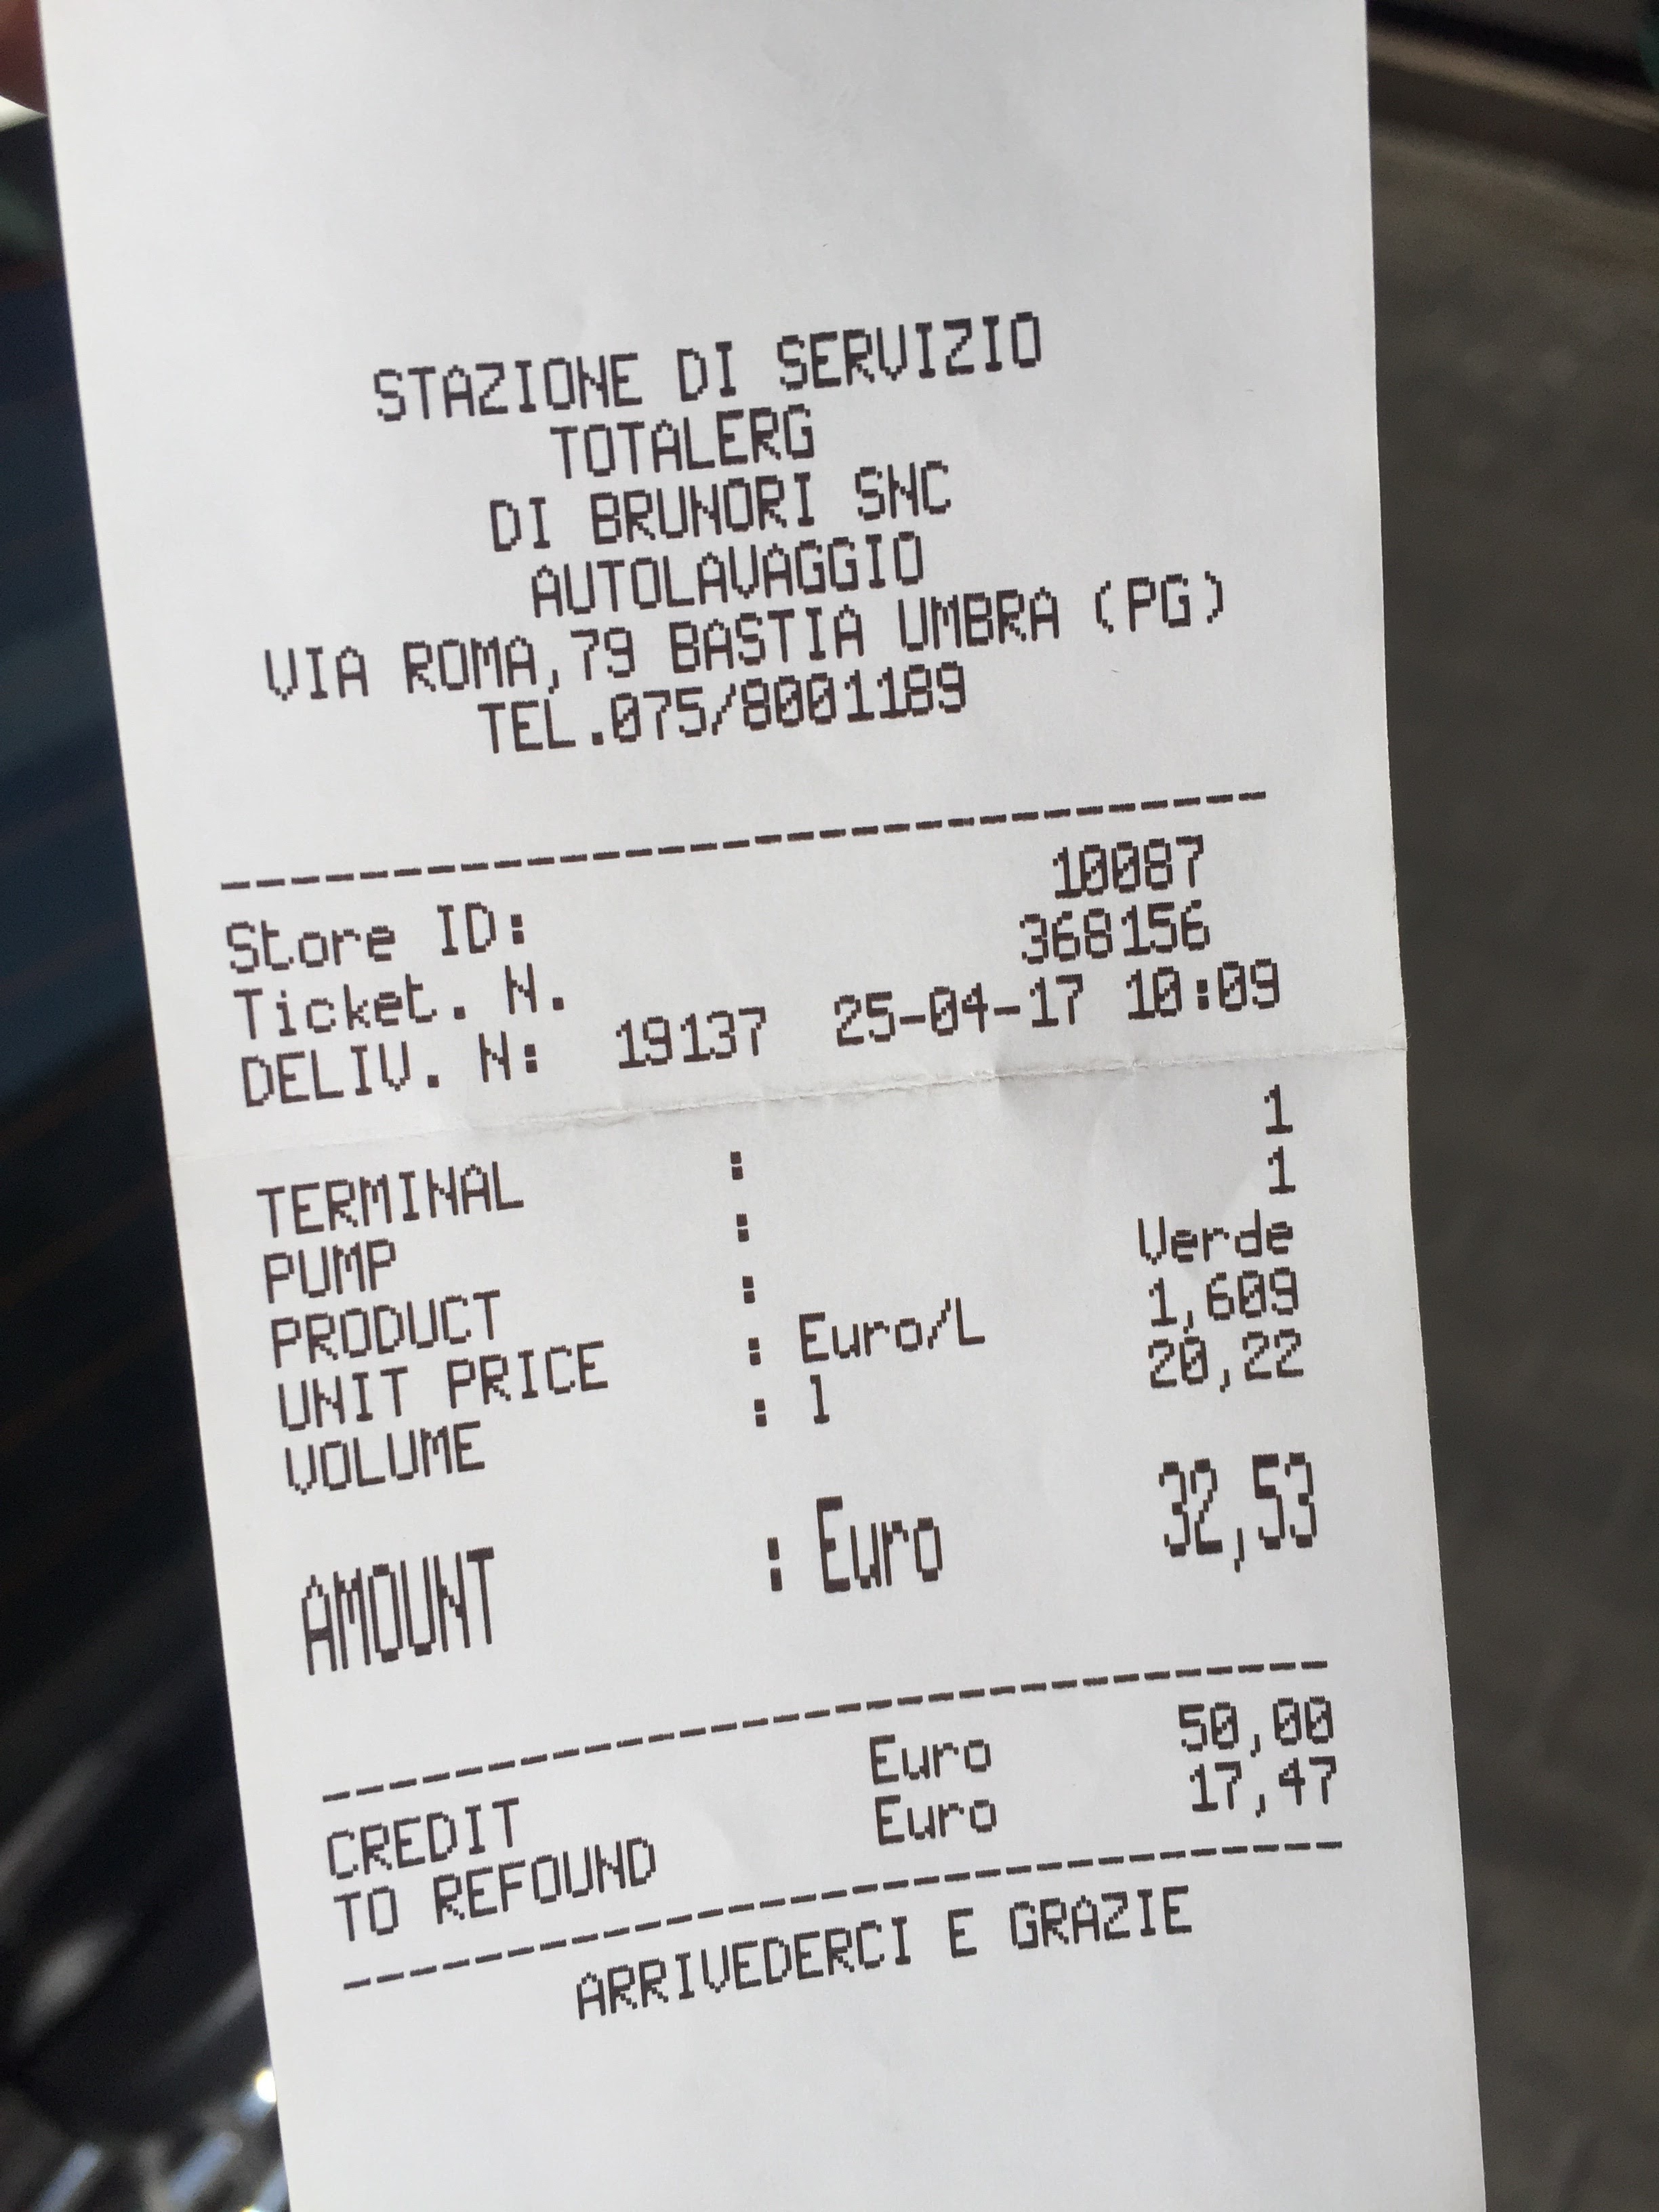 STAZIONE DI SERVIZIO
TOTALERG
DI BRUNORI SNC
AUTOLAVAGGIO
VIA ROMA,79 BASTIA UMBRA (PG)
TEL.075/8001189
------------------------------
Store ID: 10087
Ticket. N. 368156
DELIV. N: 19137 25-04-17 10:09
TERMINAL : 1
PUMP : 1
PRODUCT : Verde
UNIT PRICE : Euro/L 1,609
VOLUME : l 20,22
AMOUNT : Euro 32,53
------------------------------
CREDIT Euro 50,00
TO REFOUND Euro 17,47
------------------------------
ARRIVEDERCI E GRAZIE